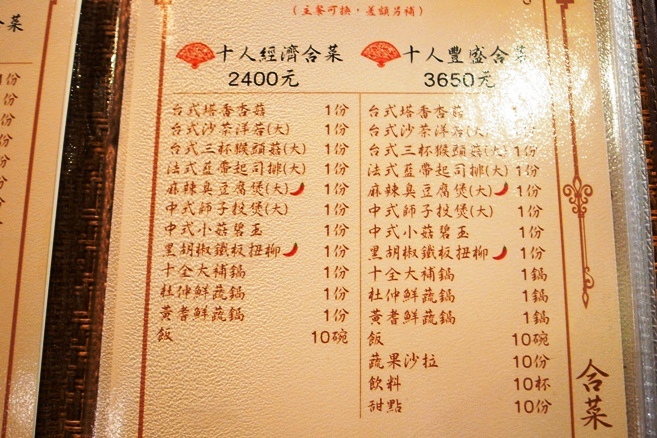 (主餐可換·差額另補)
十人經濟合菜
2400元
台式塔香杏菇 1份
台式沙茶洋芶(大) 1份
台式三杯猴頭菇(大) 1份
法式藍帶起司排(大) 1份
麻辣臭豆腐煲(大) 1份
中式師子投煲(大) 1份
中式小菇碧玉 1份
黑胡椒鐵板扭柳 1份
十全大補鍋 1份
杜仲鮮蔬鍋 1份
黃耆鮮蔬鍋 1份
飯 10碗
十人豐盛合菜
3650元
台式塔香杏菇 1份
台式沙茶洋芶(大) 1份
台式三杯猴頭菇(大) 1份
法式藍帶起司排(大) 1份
麻辣臭豆腐煲(大) 1份
中式師子投煲(大) 1份
中式小菇碧玉 1份
黑胡椒鐵板扭柳 1份
十全大補鍋 1鍋
杜仲鮮蔬鍋 1鍋
黃耆鮮蔬鍋 1鍋
飯 10碗
蔬果沙拉 10份
飲料 10杯
甜點 10份
合菜